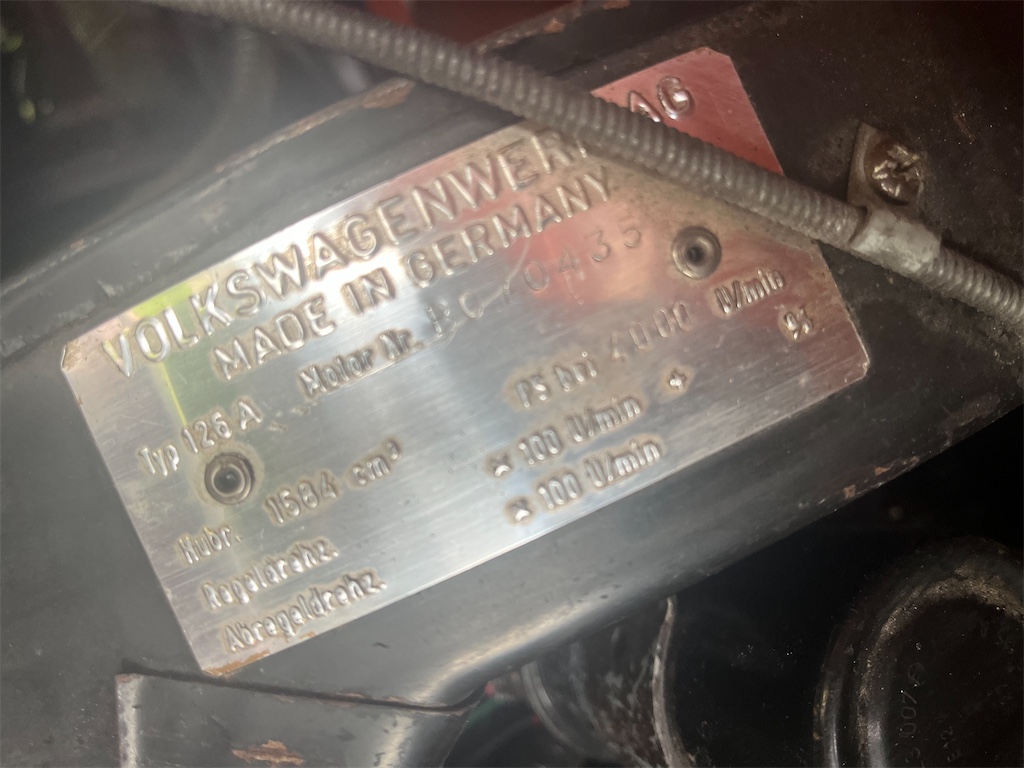 VOLKSWAGENWERK AG
MADE IN GERMANY
Typ 126 A Motor Nr. 0435
Hubr. 1584 cm³ PS bei 4000 U/min
Regeldrehz. × 100 U/min +
Abregeldrehz. × 100 U/min